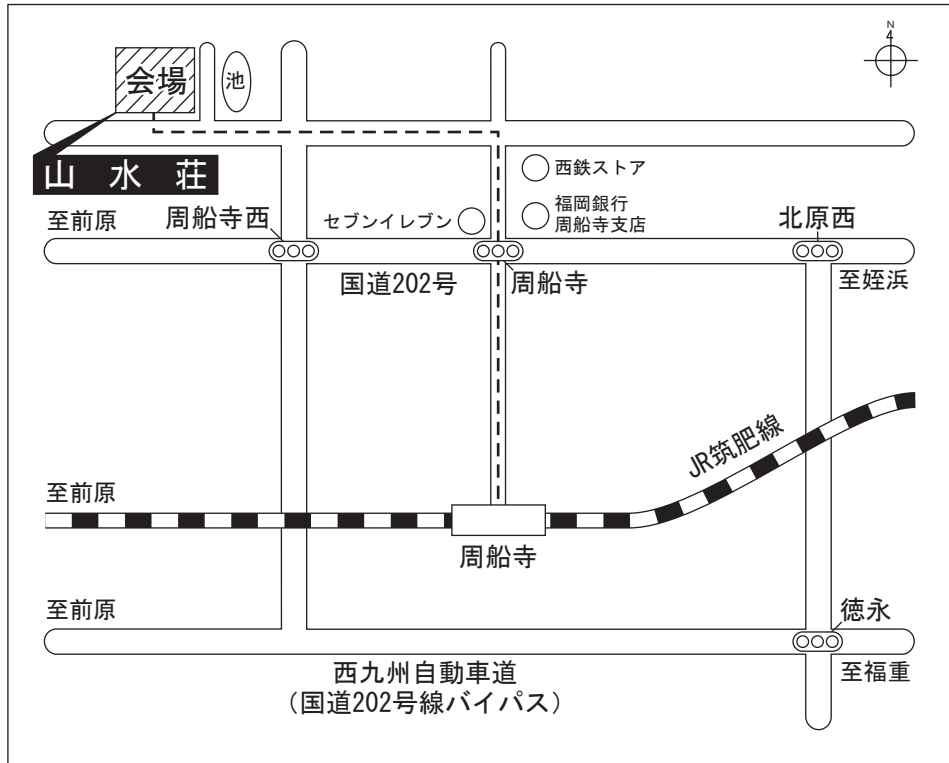 N
4
会場
池
山水荘
西鉄ストア
福岡銀行
周船寺支店
セブンイレブン
至前原
周船寺西
北原西
国道202号
周船寺
至姪浜
JR筑肥線
至前原
周船寺
至前原
徳永
西九州自動車道
(国道202号線バイパス)
至福重